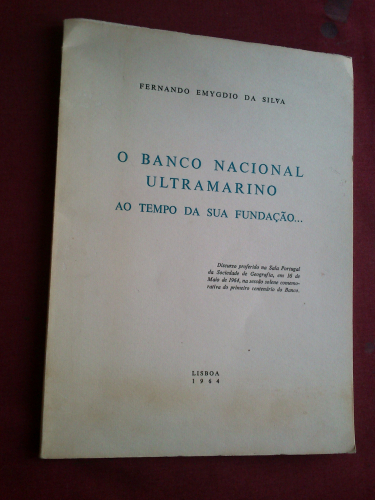 FERNANDO EMYGDIO DA SILVA
O BANCO NACIONAL
ULTRAMARINO
AO TEMPO DA SUA FUNDAÇÃO...
Discurso proferido na Sala Portugal
da Sociedade de Geografia, em 16 de
Maio de 1964, na sessão solene comemo-
rativa do primeiro centenário do Banco.
LISBOA
1964